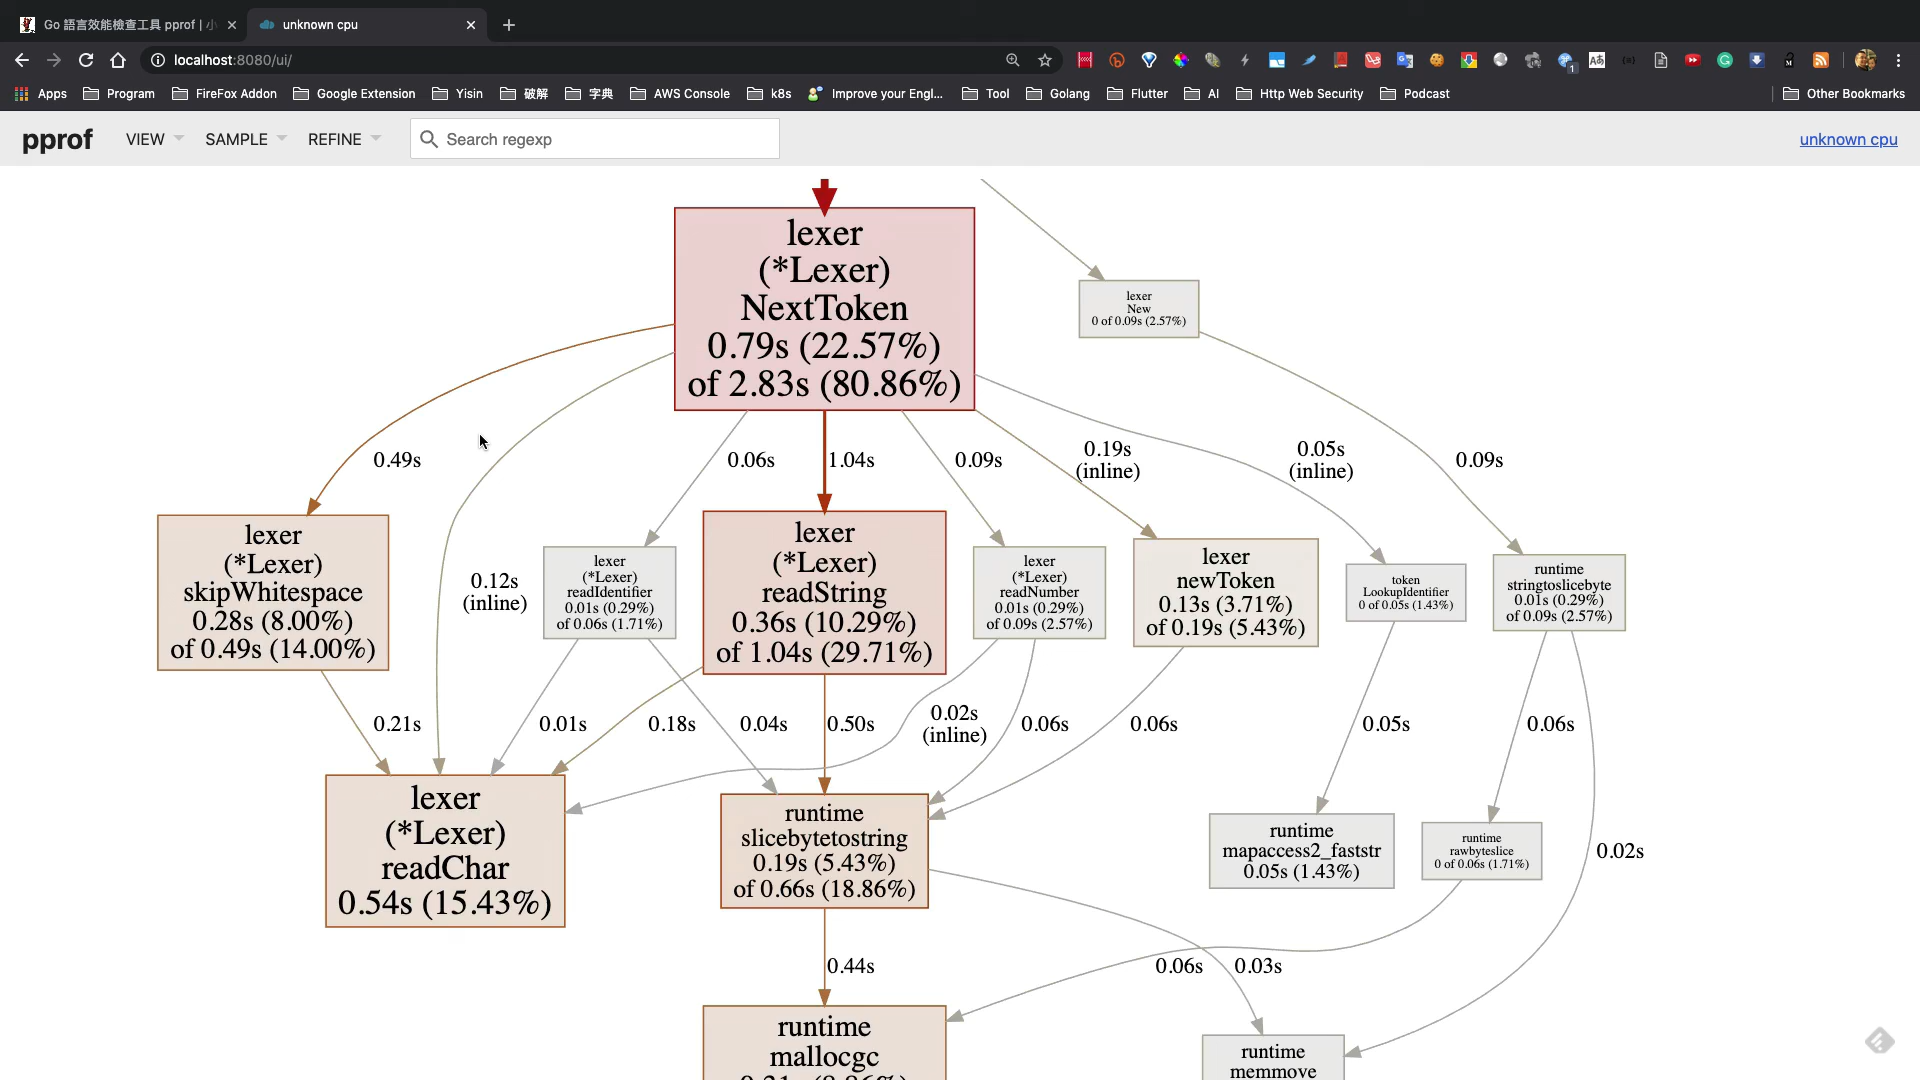 Go 語言效能檢查工具 pprof | 小
unknown cpu
localhost:8080/ui/
Apps
Program
FireFox Addon
Google Extension
Yisin
破解
字典
AWS Console
k8s
Improve your Engl...
Tool
Golang
Flutter
AI
Http Web Security
Podcast
Other Bookmarks
pprof
VIEW
SAMPLE
REFINE
Search regexp
unknown cpu
lexer
(*Lexer)
NextToken
0.79s (22.57%)
of 2.83s (80.86%)
lexer
New
0 of 0.09s (2.57%)
0.49s
0.06s
1.04s
0.09s
0.19s
(inline)
0.05s
(inline)
0.09s
lexer
(*Lexer)
skipWhitespace
0.28s (8.00%)
of 0.49s (14.00%)
0.12s
(inline)
lexer
(*Lexer)
readIdentifier
0.01s (0.29%)
of 0.06s (1.71%)
lexer
(*Lexer)
readString
0.36s (10.29%)
of 1.04s (29.71%)
lexer
(*Lexer)
readNumber
0.01s (0.29%)
of 0.09s (2.57%)
lexer
newToken
0.13s (3.71%)
of 0.19s (5.43%)
token
LookupIdentifier
0 of 0.05s (1.43%)
runtime
stringtoslicebyte
0.01s (0.29%)
of 0.09s (2.57%)
0.21s
0.01s
0.18s
0.04s
0.50s
0.02s
(inline)
0.06s
0.06s
0.05s
0.06s
lexer
(*Lexer)
readChar
0.54s (15.43%)
runtime
slicebytetostring
0.19s (5.43%)
of 0.66s (18.86%)
runtime
mapaccess2_faststr
0.05s (1.43%)
runtime
rawbyteslice
0 of 0.06s (1.71%)
0.02s
0.44s
0.06s
0.03s
runtime
mallocgc
runtime
memmove